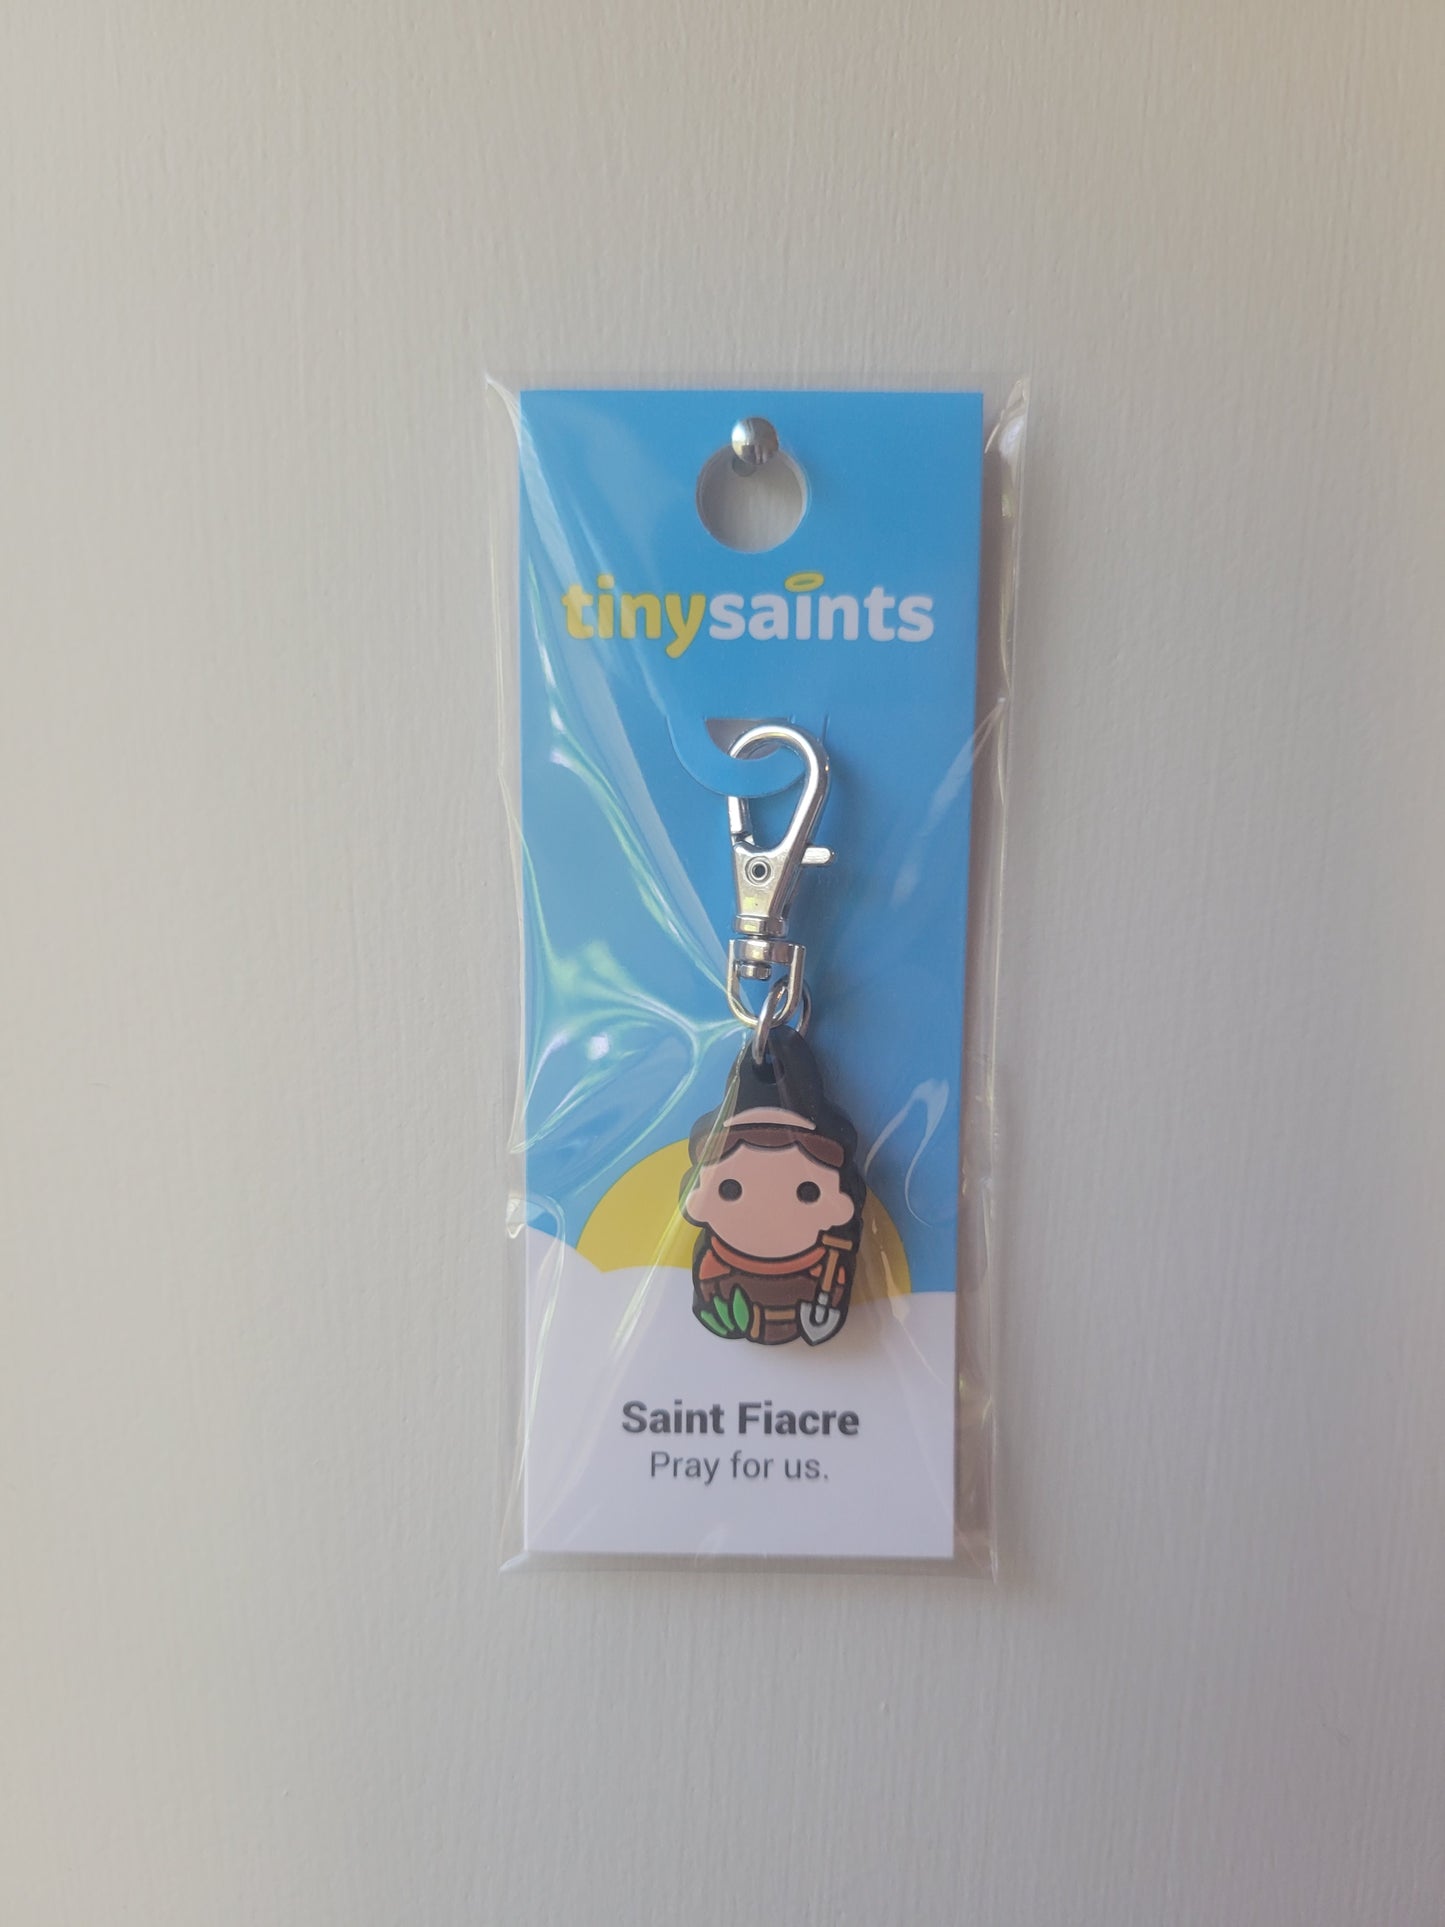 tinysaints
Saint Fiacre
Pray for us.